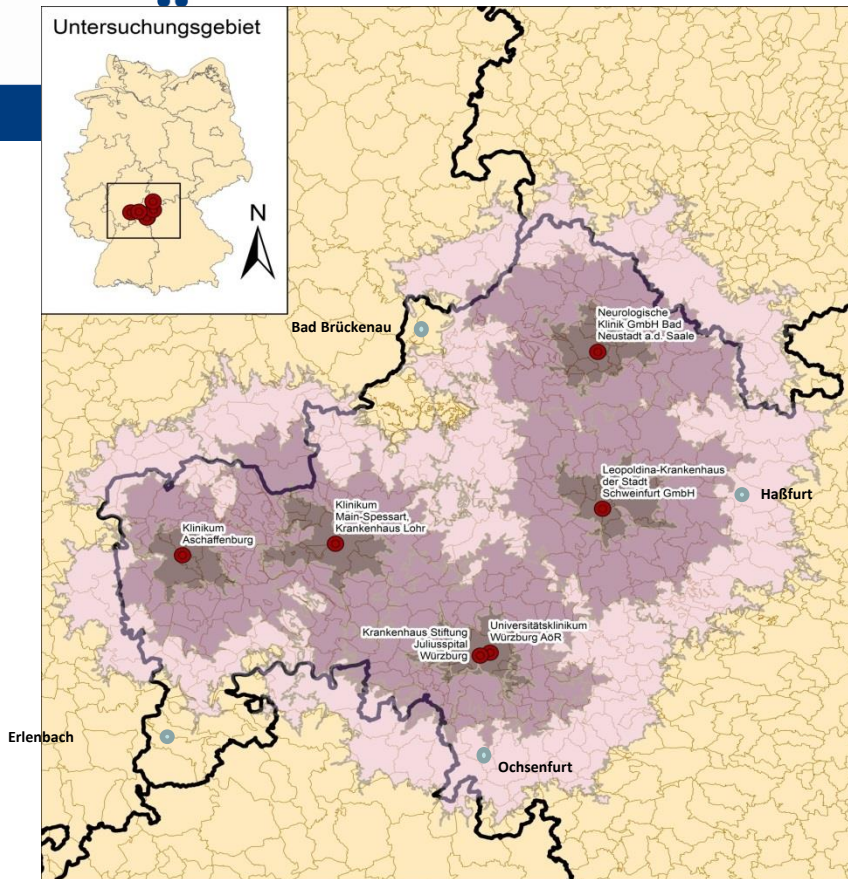 Untersuchungsgebiet
N
Bad Brückenau
Neurologische
Klinik GmbH Bad
Neustadt a.d. Saale
Leopoldina-Krankenhaus
der Stadt
Schweinfurt GmbH
Haßfurt
Klinikum
Main-Spessart,
Krankenhaus Lohr
Klinikum
Aschaffenburg
Krankenhaus Stiftung
Juliusspital
Würzburg
Universitätsklinikum
Würzburg AöR
Erlenbach
Ochsenfurt